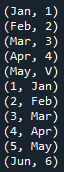 (Jan, 1)
(Feb, 2)
(Mar, 3)
(Apr, 4)
(May, V)
(1, Jan)
(2, Feb)
(3, Mar)
(4, Apr)
(5, May)
(Jun, 6)